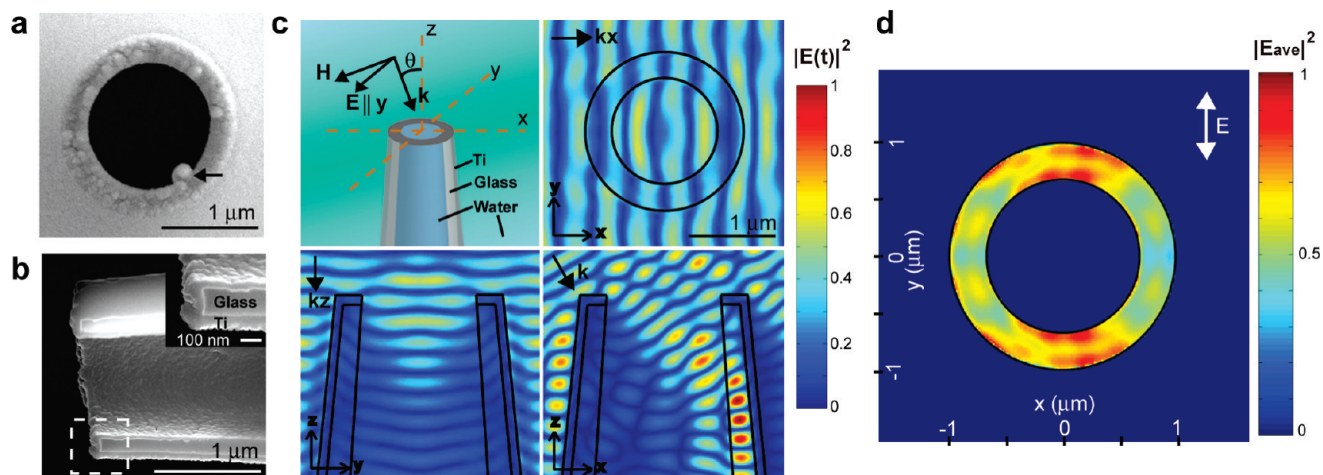 a
1 μm
b
Glass
Ti
100 nm
1 μm
c
z
θ
H
E || y
k
y
x
Ti
Glass
Water
kx
y
x
1 μm
|E(t)|²
1
0.8
0.6
0.4
0.2
0
kz
z
y
k
z
x
d
|Eave|²
E
1
0
-1
y (μm)
x (μm)
-1
0
1
1
0.5
0